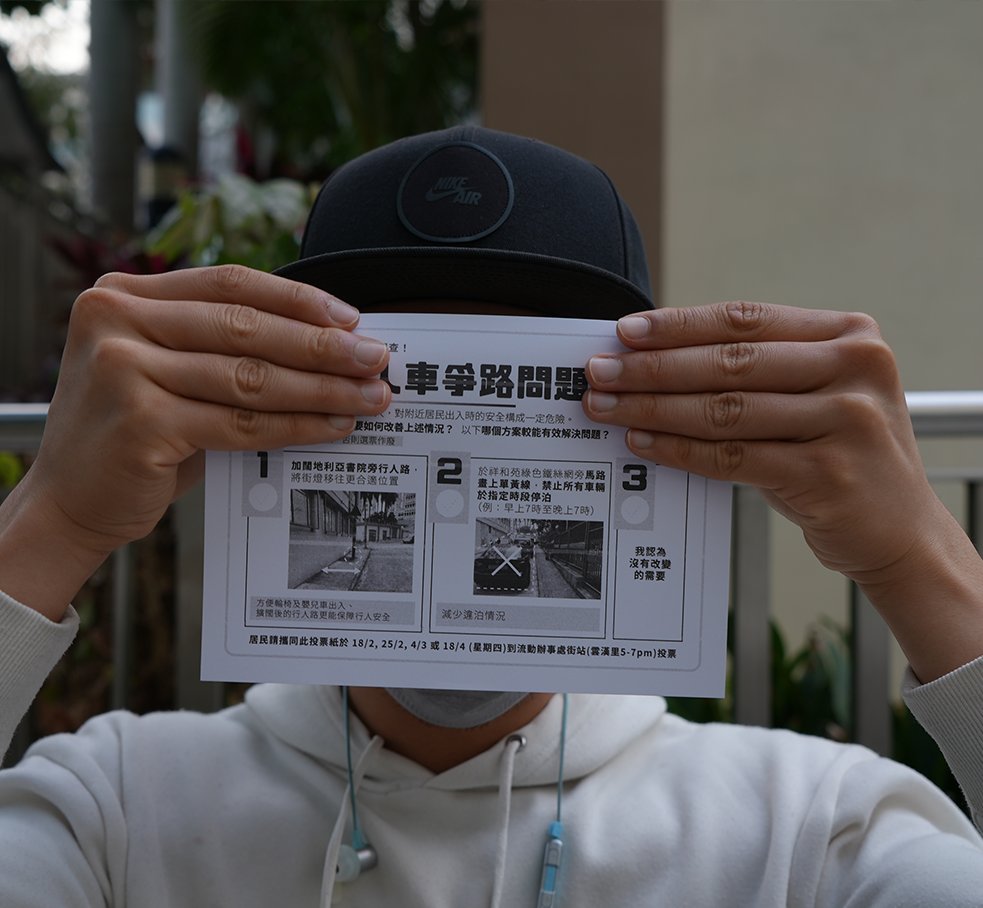 NIKE
AIR
查！
人車爭路問題
，對附近居民出入時的安全構成一定危險。
要如何改善上述情況？ 以下哪個方案較能有效解決問題？
否則選票作廢
1
加闊地利亞書院旁行人路，
將街燈移往更合適位置
方便輪椅及嬰兒車出入、
擴闊後的行人路更能保障行人安全
2
於祥和苑綠色鐵絲網旁馬路
畫上單黃線，禁止所有車輛
於指定時段停泊
（例：早上7時至晚上7時）
減少違泊情況
3
我認為
沒有改變
的需要
居民請攜同此投票紙於 18/2, 25/2, 4/3 或 18/4 (星期四)到流動辦事處街站(雲漢里5-7pm)投票